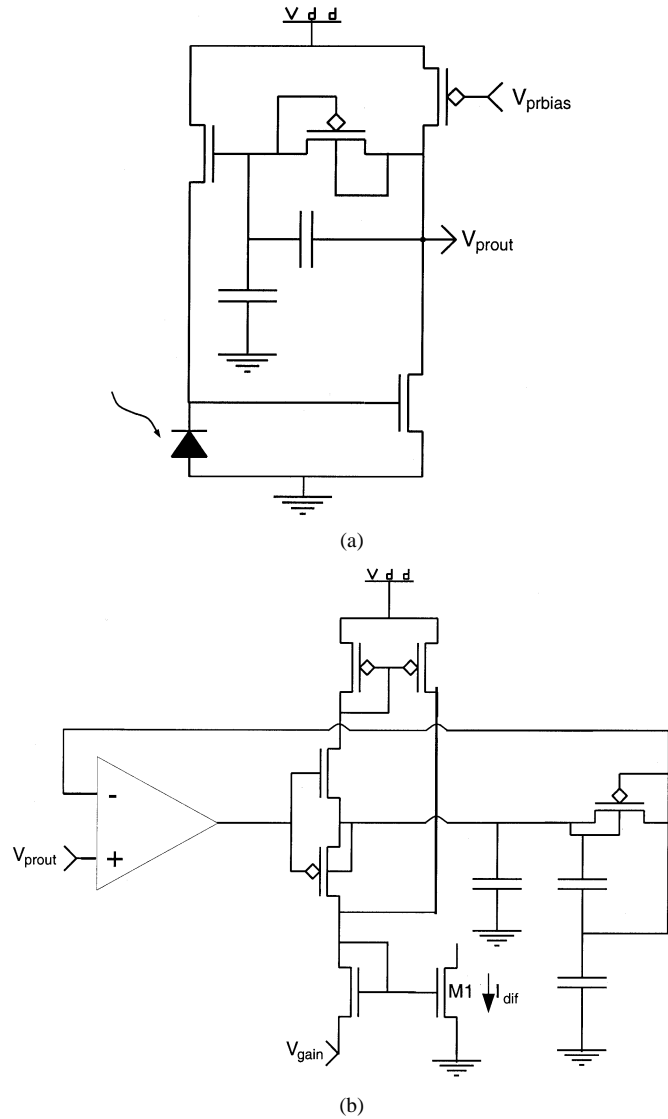 Vdd
Vprbias
Vprout
(a)
Vdd
-
Vprout
+
M1
Idif
Vgain
(b)